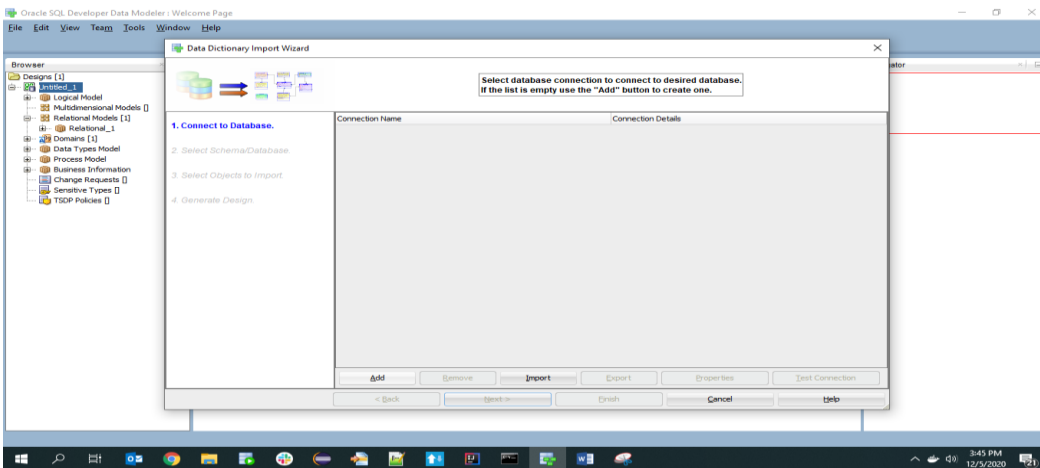 Oracle SQL Developer Data Modeler : Welcome Page
File Edit View Team Tools Window Help
Data Dictionary Import Wizard
Browser
Designs [1]
Untitled_1
Logical Model
Multidimensional Models []
Relational Models [1]
Relational_1
Domains [1]
Data Types Model
Process Model
Business Information
Change Requests []
Sensitive Types []
TSDP Policies []
Select database connection to connect to desired database.
If the list is empty use the "Add" button to create one.
1. Connect to Database.
2. Select Schema/Database.
3. Select Objects to Import
4. Generate Design
Connection Name Connection Details
Add Remove Import Export Properties Test Connection
< Back Next > Finish Cancel Help
ator
3:45 PM
12/5/2020
21